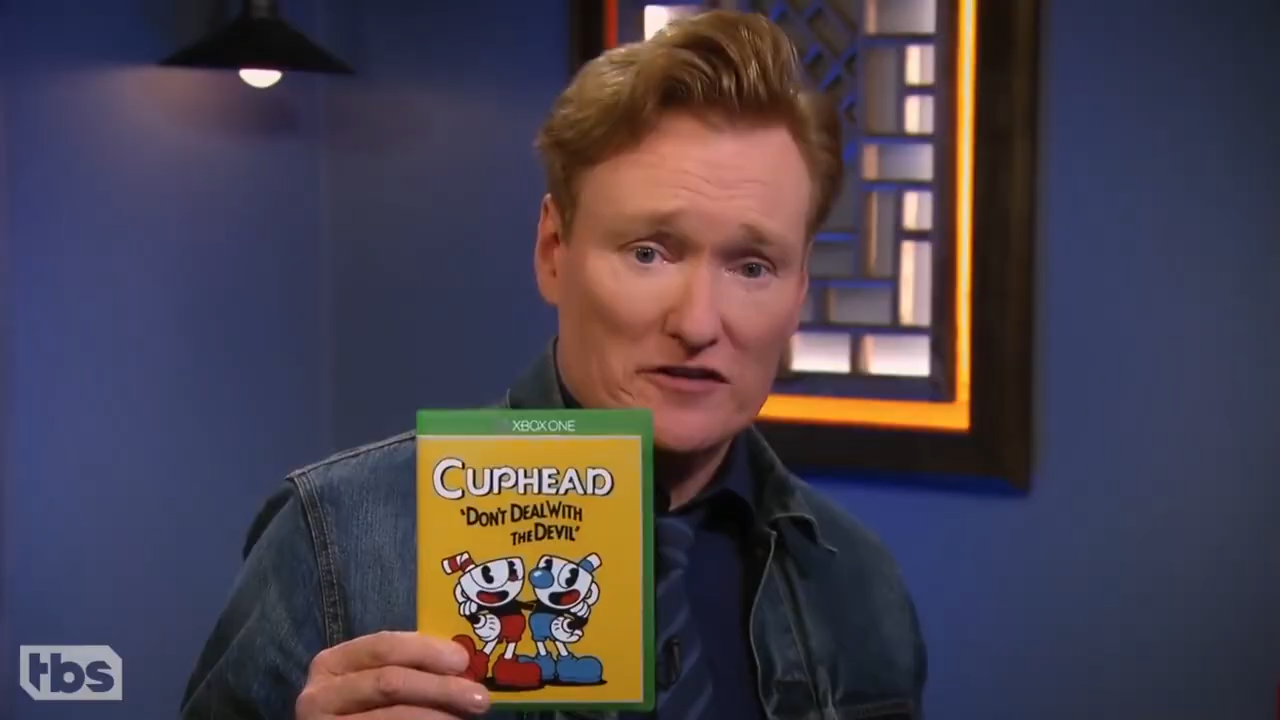 XBOX ONE
CUPHEAD
"DON'T DEAL WITH
THE DEVIL"
tbs